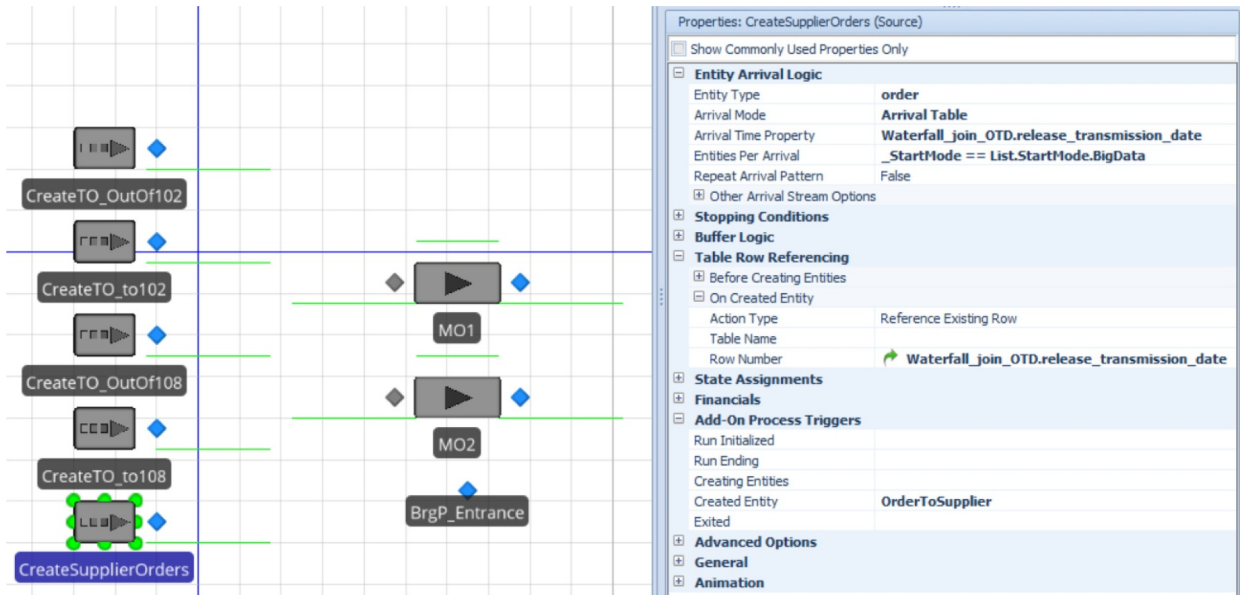 CreateTO_OutOf102
CreateTO_to102
CreateTO_OutOf108
CreateTO_to108
CreateSupplierOrders
MO1
MO2
BrgP_Entrance
Properties: CreateSupplierOrders (Source)
Show Commonly Used Properties Only
Entity Arrival Logic
Entity Type order
Arrival Mode Arrival Table
Arrival Time Property Waterfall_join_OTD.release_transmission_date
Entities Per Arrival _StartMode == List.StartMode.BigData
Repeat Arrival Pattern False
Other Arrival Stream Options
Stopping Conditions
Buffer Logic
Table Row Referencing
Before Creating Entities
On Created Entity
Action Type Reference Existing Row
Table Name
Row Number Waterfall_join_OTD.release_transmission_date
State Assignments
Financials
Add-On Process Triggers
Run Initialized
Run Ending
Creating Entities
Created Entity OrderToSupplier
Exited
Advanced Options
General
Animation